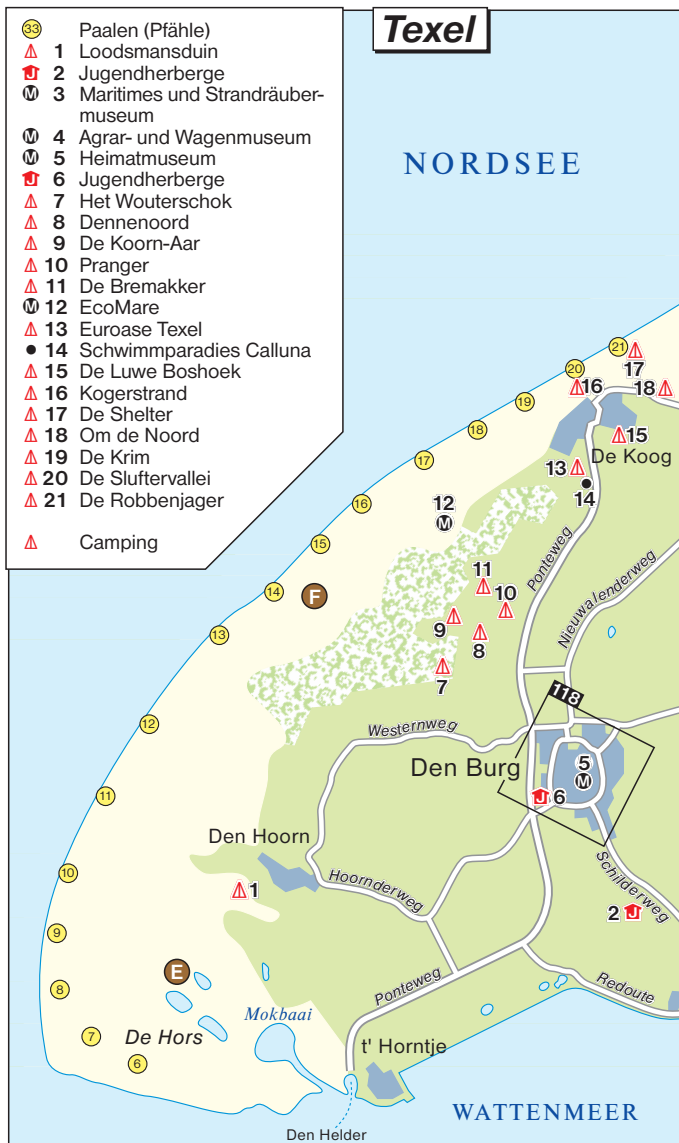 Texel
33 Paalen (Pfähle)
1 Loodsmansduin
J 2 Jugendherberge
M 3 Maritimes und Strandräuber-
museum
M 4 Agrar- und Wagenmuseum
M 5 Heimatmuseum
J 6 Jugendherberge
7 Het Wouterschok
8 Dennenoord
9 De Koorn-Aar
10 Pranger
11 De Bremakker
M 12 EcoMare
13 Euroase Texel
14 Schwimmparadies Calluna
15 De Luwe Boshoek
16 Kogerstrand
17 De Shelter
18 Om de Noord
19 De Krim
20 De Sluftervallei
21 De Robbenjager
Camping
NORDSEE
21
17
20
16
18
19
18
15
De Koog
17
13
14
16
12
M
15
Ponteweg
Nieuwalenderweg
14
F
11
10
9
8
13
7
118
12
Westernweg
Den Burg
5
M
11
J 6
Den Hoorn
10
1
Hoornderweg
Schilderweg
2 J
9
E
8
Ponteweg
Redoute
Mokbaai
7
De Hors
6
t' Horntje
WATTENMEER
Den Helder